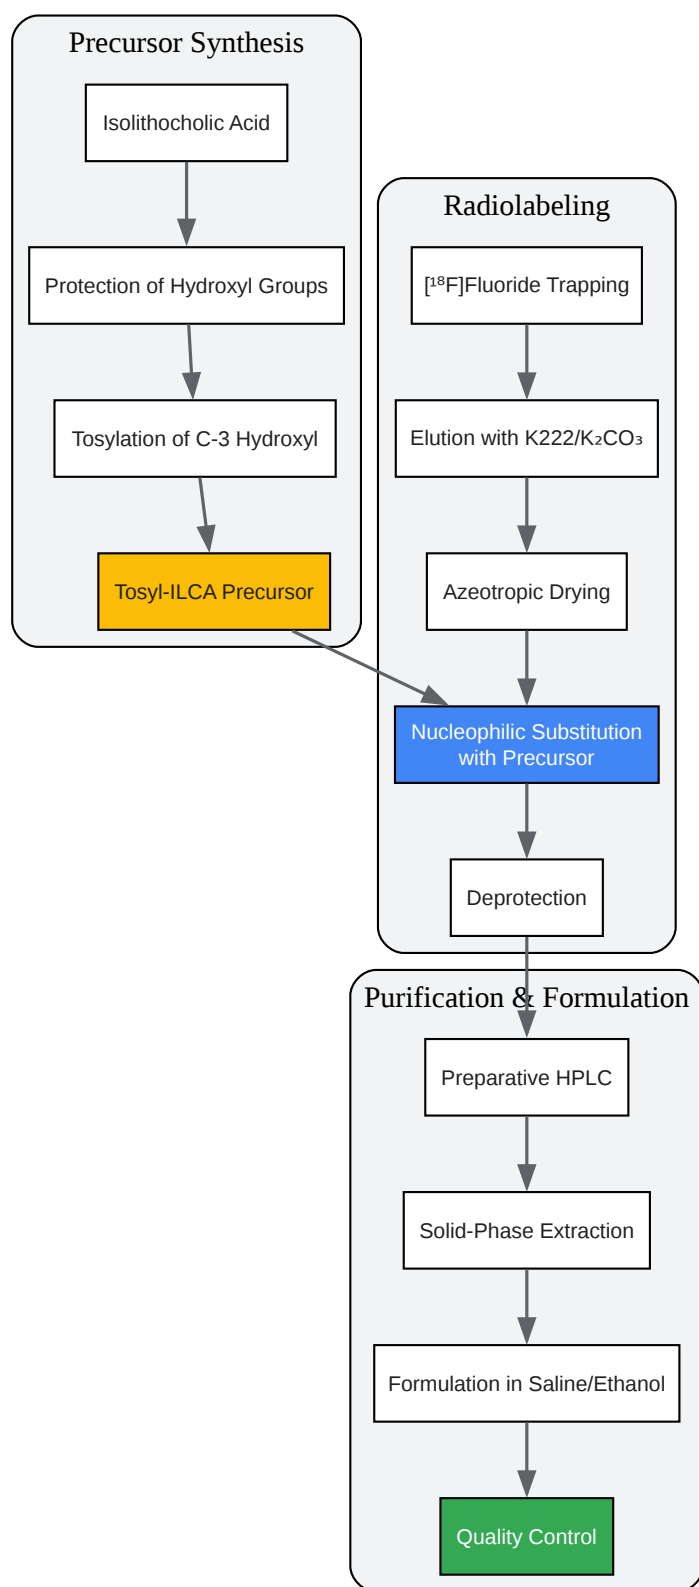 Precursor Synthesis
Isolithocholic Acid
Protection of Hydroxyl Groups
Tosylation of C-3 Hydroxyl
Tosyl-ILCA Precursor
Radiolabeling
[¹⁸F]Fluoride Trapping
Elution with K222/K₂CO₃
Azeotropic Drying
Nucleophilic Substitution
with Precursor
Deprotection
Purification & Formulation
Preparative HPLC
Solid-Phase Extraction
Formulation in Saline/Ethanol
Quality Control